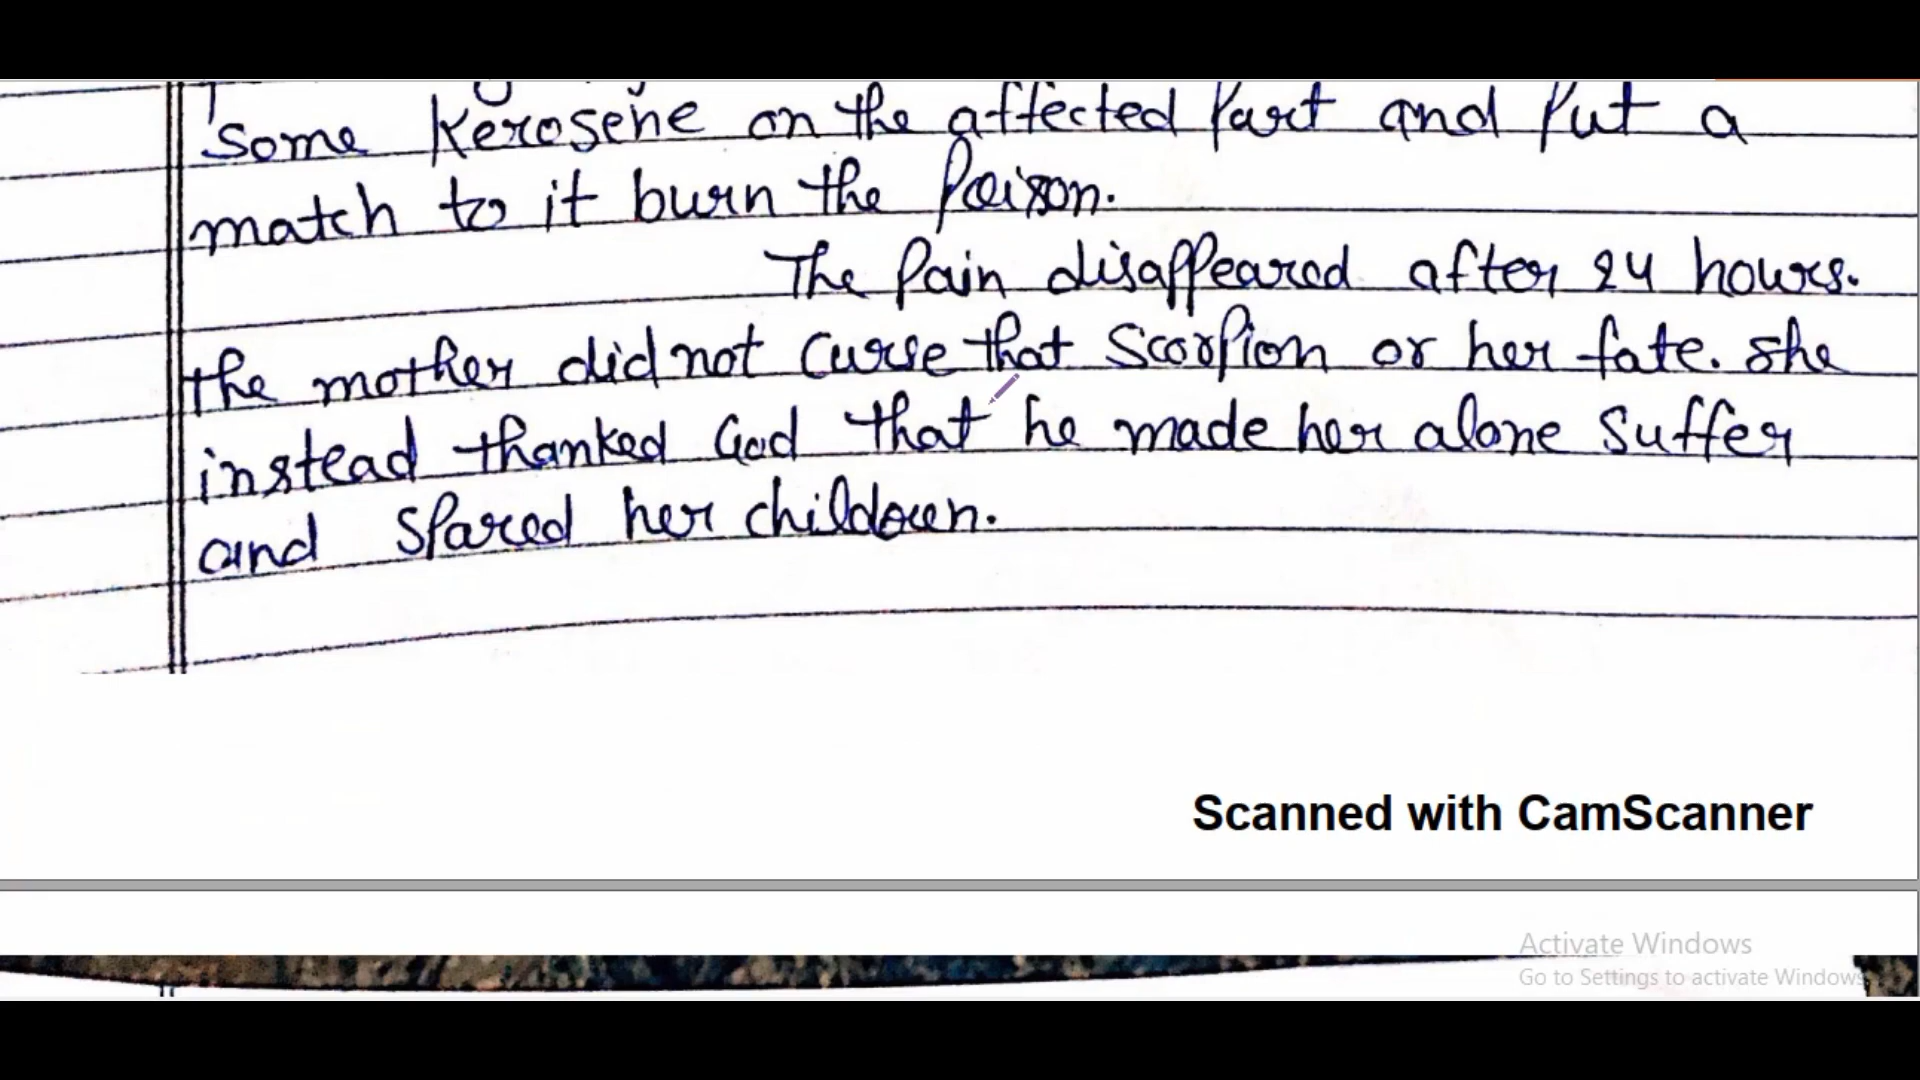 some kerosene on the affected part and put a
match to it burn the poison.
The pain disappeared after 24 hours.
the mother did not curse that scorpion or her fate. she
instead thanked God that he made her alone suffer
and spared her children.
Scanned with CamScanner
Activate Windows
Go to Settings to activate Windows